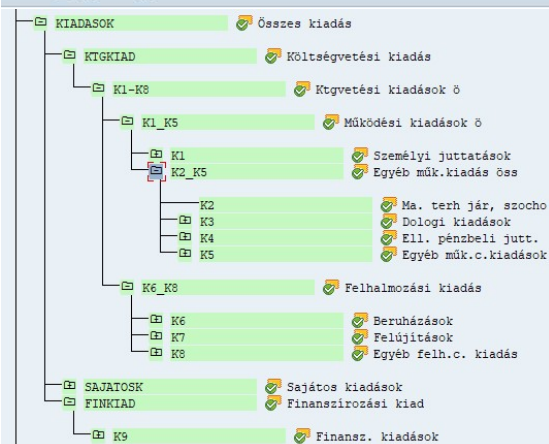 KIADASOK Összes kiadás
KTGKIAD Költségvetési kiadás
K1-K8 Ktgvetési kiadások ö
K1_K5 Működési kiadások ö
K1 Személyi juttatások
K2_K5 Egyéb műk.kiadás öss
K2 Ma. terh jár, szocho
K3 Dologi kiadások
K4 Ell. pénzbeli jutt.
K5 Egyéb műk.c.kiadások
K6_K8 Felhalmozási kiadás
K6 Beruházások
K7 Felújítások
K8 Egyéb felh.c. kiadás
SAJATOSK Sajátos kiadások
FINKIAD Finanszírozási kiad
K9 Finansz. kiadások